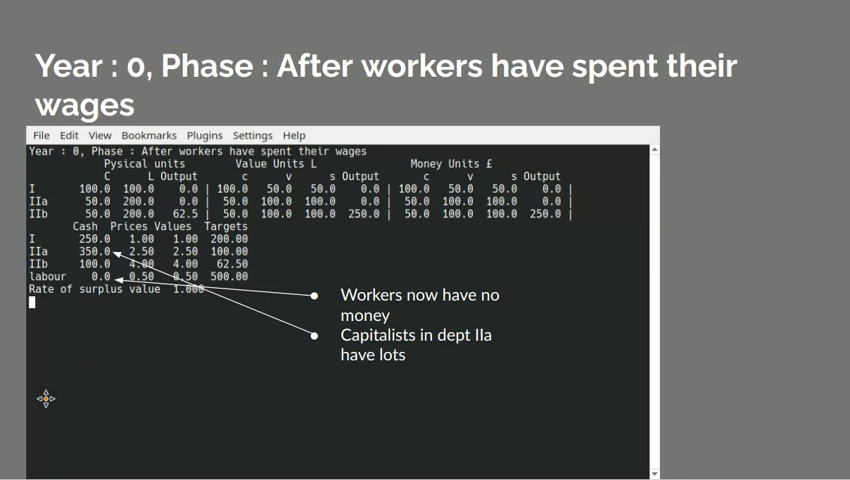 Year : 0, Phase : After workers have spent their
wages
File Edit View Bookmarks Plugins Settings Help
Year : 0, Phase : After workers have spent their wages
Pysical units Value Units L Money Units £
C L Output c v s Output c v s Output
I 100.0 100.0 0.0 | 100.0 50.0 50.0 0.0 | 100.0 50.0 50.0 0.0 |
IIa 50.0 200.0 0.0 | 50.0 100.0 100.0 0.0 | 50.0 100.0 100.0 0.0 |
IIb 50.0 200.0 62.5 | 50.0 100.0 100.0 250.0 | 50.0 100.0 100.0 250.0 |
Cash Prices Values Targets
I 250.0 1.00 1.00 200.00
IIa 350.0 2.50 2.50 100.00
IIb 100.0 4.00 4.00 62.50
labour 0.0 0.50 0.50 500.00
Rate of surplus value 1.000
Workers now have no
money
Capitalists in dept IIa
have lots